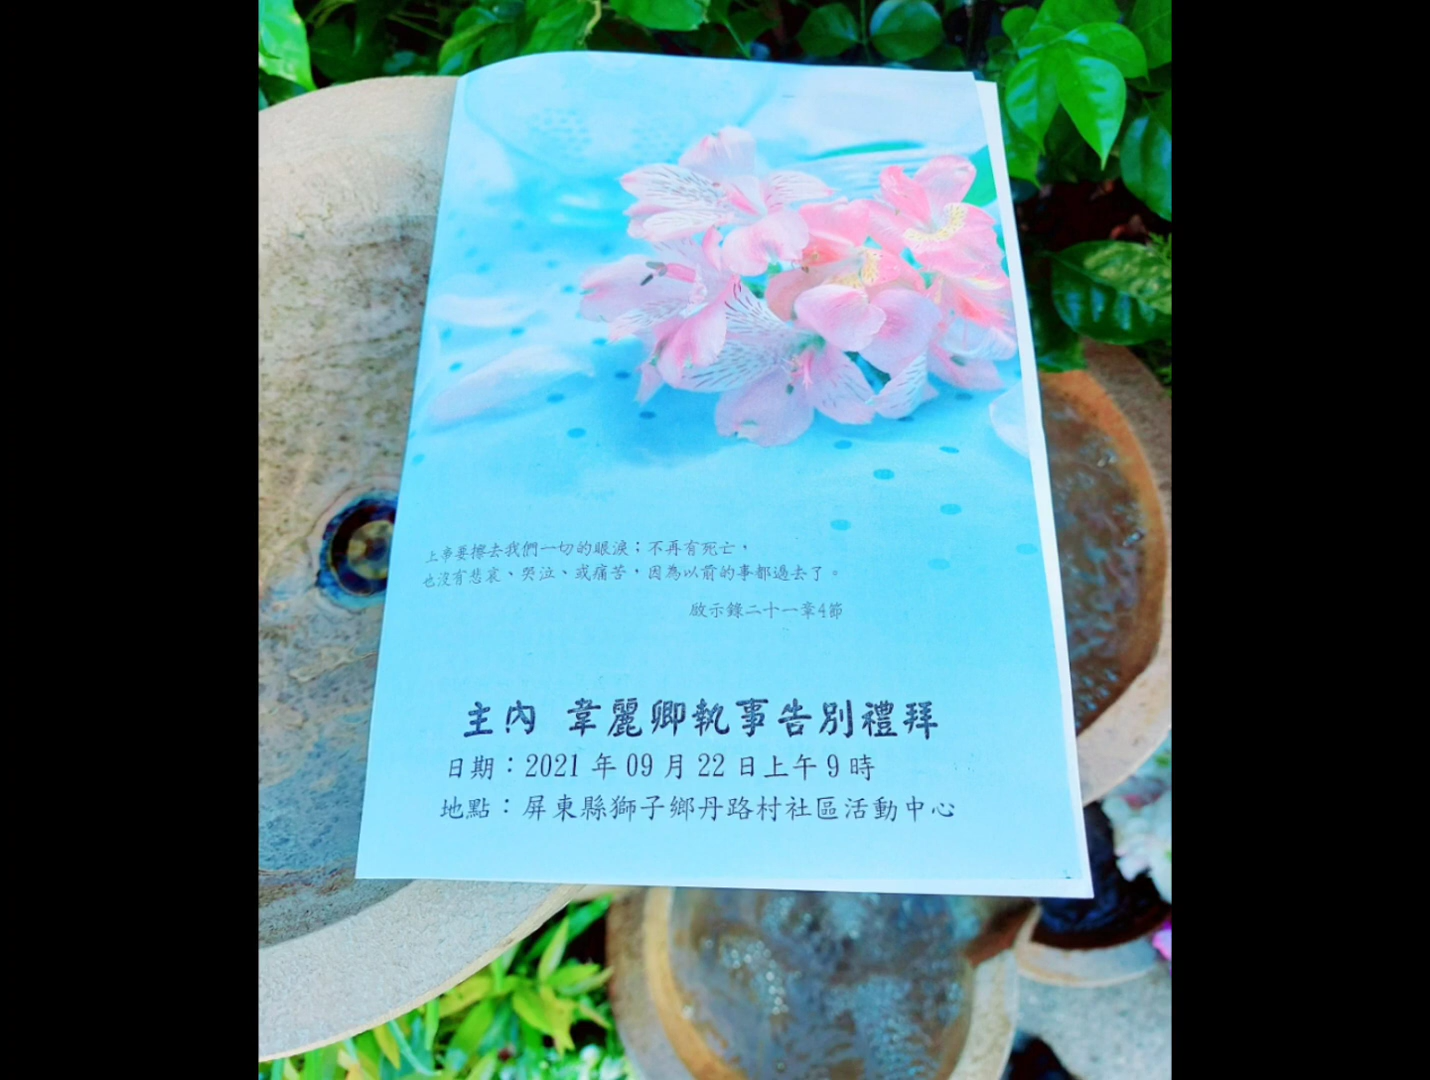 上帝要擦去我們一切的眼淚；不再有死亡，
也沒有悲哀、哭泣、或痛苦，因為以前的事都過去了。
啟示錄二十一章4節
主內 韋麗卿執事告別禮拜
日期：2021 年 09 月 22 日上午 9 時
地點：屏東縣獅子鄉丹路村社區活動中心